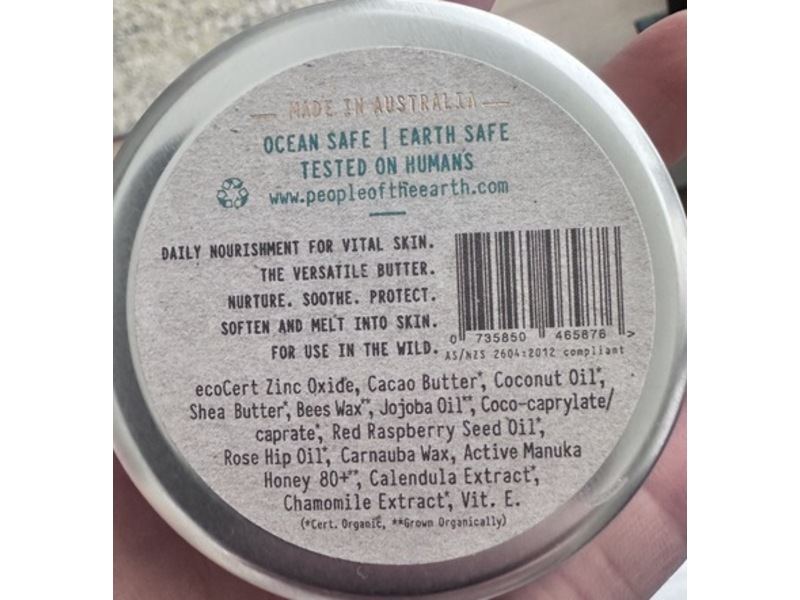 MADE IN AUSTRALIA
OCEAN SAFE | EARTH SAFE
TESTED ON HUMANS
www.peopleoftheearth.com
DAILY NOURISHMENT FOR VITAL SKIN.
THE VERSATILE BUTTER.
NURTURE. SOOTHE. PROTECT.
SOFTEN AND MELT INTO SKIN.
FOR USE IN THE WILD.
0 735850 465876 >
AS/NZS 2604:2012 compliant
ecoCert Zinc Oxide, Cacao Butter*, Coconut Oil*,
Shea Butter*, Bees Wax**, Jojoba Oil**, Coco-caprylate/
caprate*, Red Raspberry Seed Oil*,
Rose Hip Oil*, Carnauba Wax, Active Manuka
Honey 80+**, Calendula Extract*,
Chamomile Extract*, Vit. E.
(*Cert. Organic, **Grown Organically)